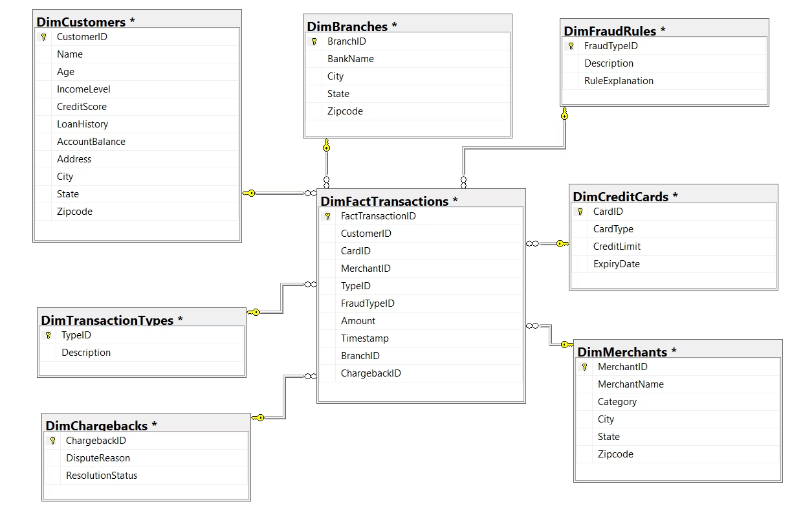 DimCustomers *
CustomerID
Name
Age
IncomeLevel
CreditScore
LoanHistory
AccountBalance
Address
City
State
Zipcode
DimBranches *
BranchID
BankName
City
State
Zipcode
DimFraudRules *
FraudTypeID
Description
RuleExplanation
DimFactTransactions *
FactTransactionID
CustomerID
CardID
MerchantID
TypeID
FraudTypeID
Amount
Timestamp
BranchID
ChargebackID
DimCreditCards *
CardID
CardType
CreditLimit
ExpiryDate
DimTransactionTypes *
TypeID
Description
DimMerchants *
MerchantID
MerchantName
Category
City
State
Zipcode
DimChargebacks *
ChargebackID
DisputeReason
ResolutionStatus